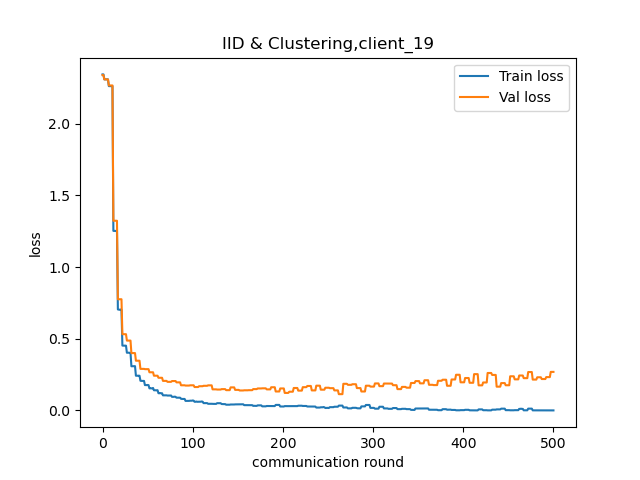 IID & Clustering,client_19
Train loss
Val loss
2.0
1.5
1.0
0.5
0.0
loss
0
100
200
300
400
500
communication round